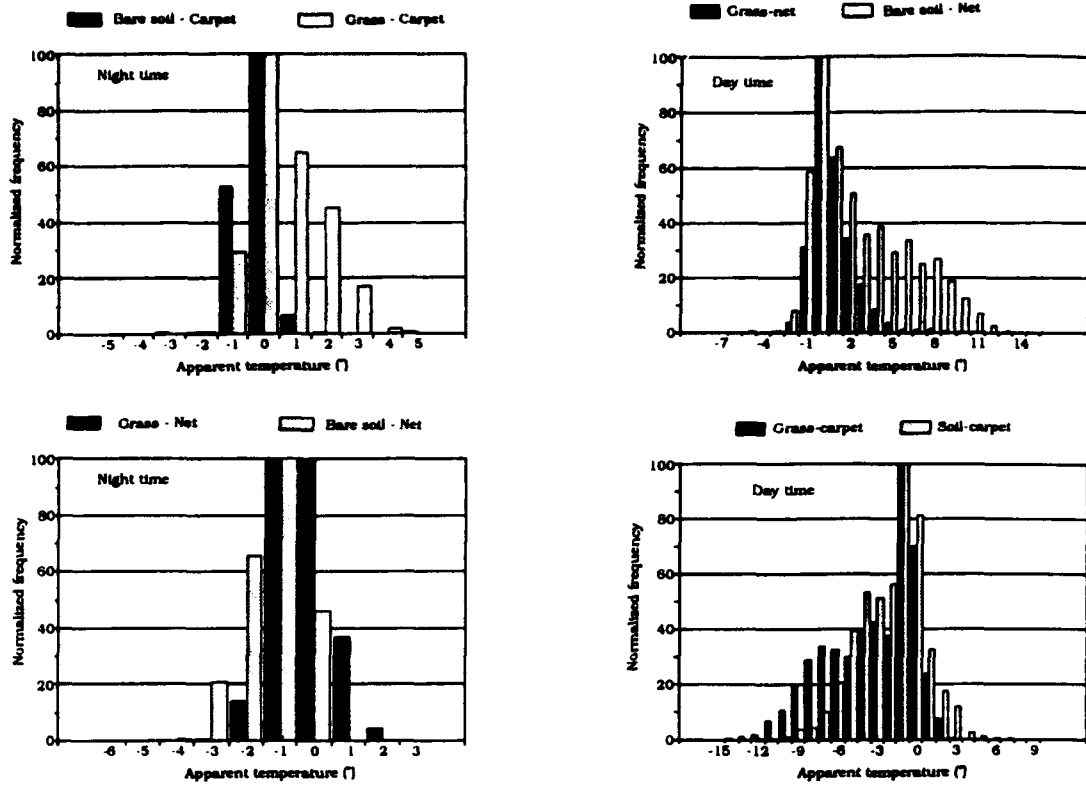 Bare soil - Carpet Grass - Carpet
Night time
Normalized frequency
100
80
60
40
20
0
-5 -4 -3 -2 -1 0 1 2 3 4 5
Apparent temperature (°)
Grass-net Bare soil - Net
Day time
Normalized frequency
100
80
60
40
20
0
-7 -4 -1 2 5 8 11 14
Apparent temperature (°)
Grass - Net Bare soil - Net
Night time
Normalized frequency
100
80
60
40
20
0
-6 -5 -4 -3 -2 -1 0 1 2 3
Apparent temperature (°)
Grass-carpet Soil-carpet
Day time
Normalized frequency
100
80
60
40
20
0
-15 -12 -9 -6 -3 0 3 6 9
Apparent temperature (°)